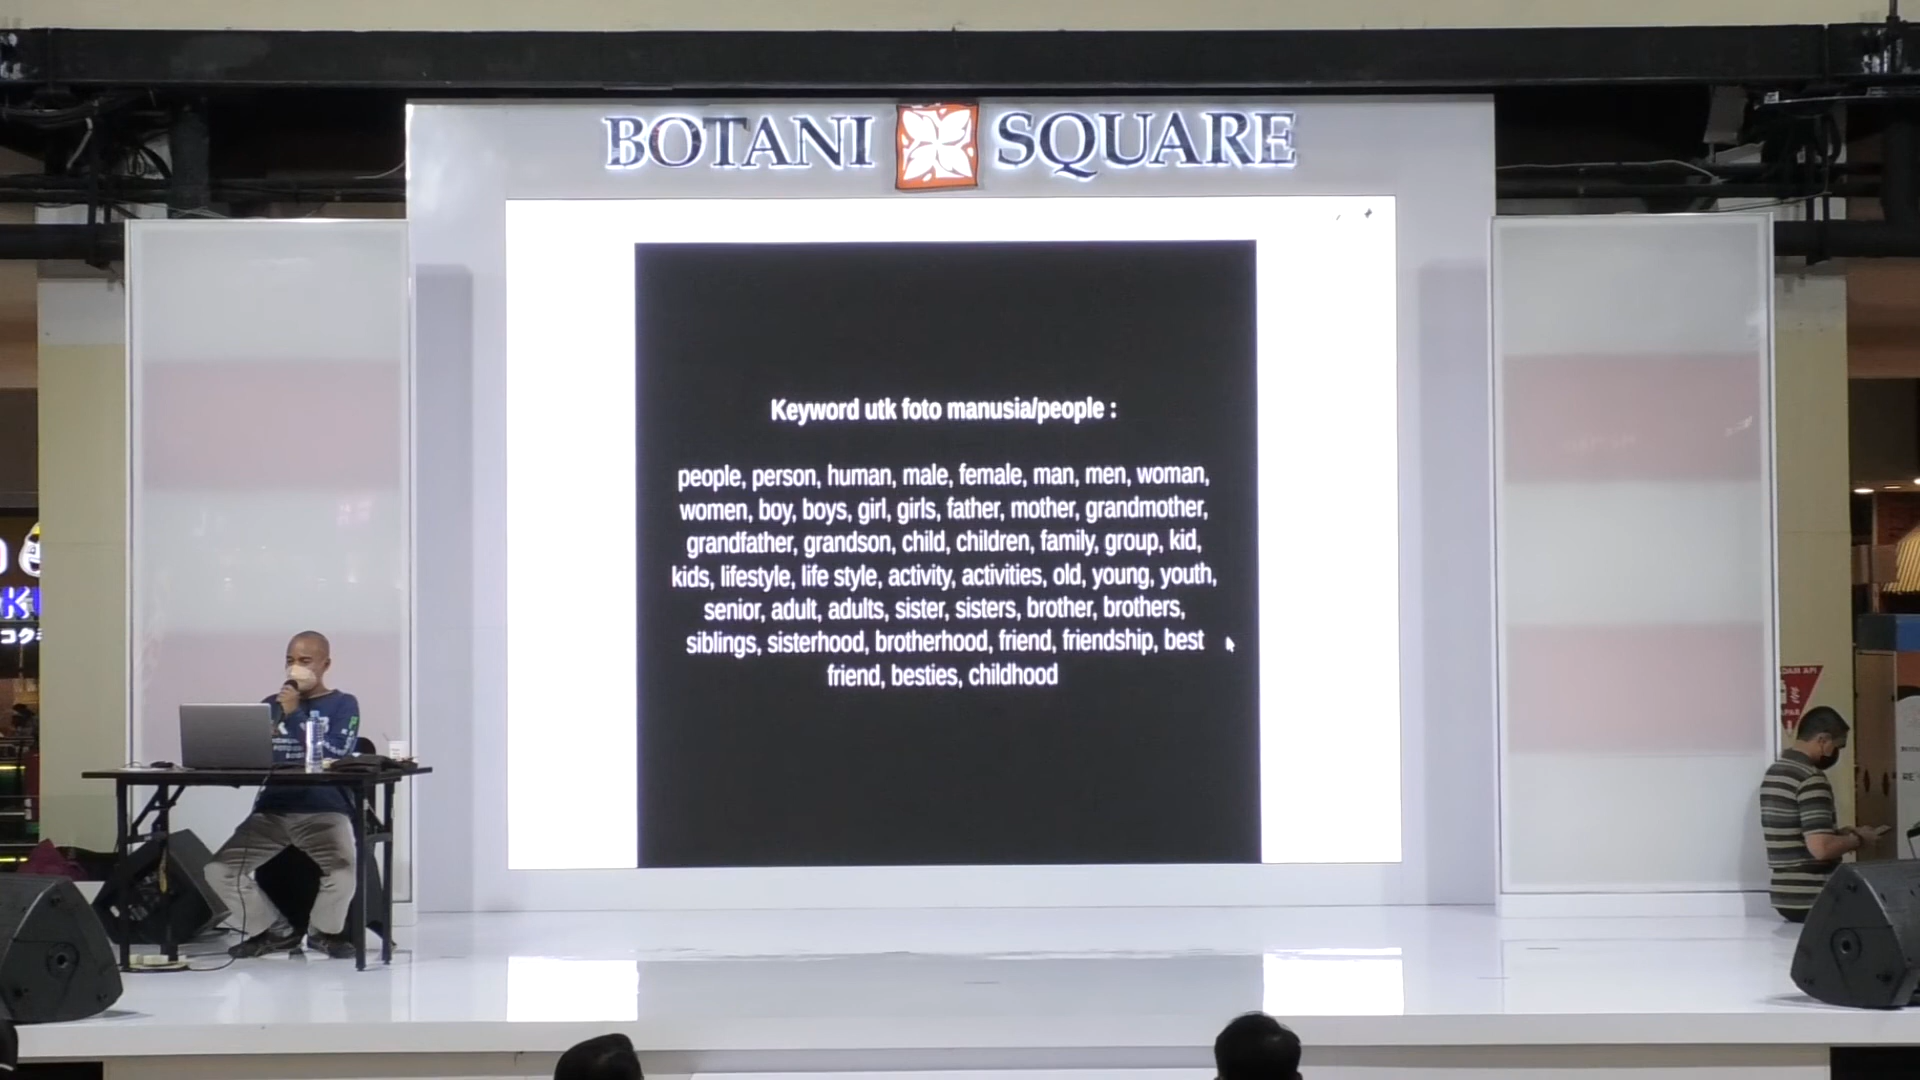 BOTANI SQUARE
Keyword utk foto manusia/people :
people, person, human, male, female, man, men, woman,
women, boy, boys, girl, girls, father, mother, grandmother,
grandfather, grandson, child, children, family, group, kid,
kids, lifestyle, life style, activity, activities, old, young, youth,
senior, adult, adults, sister, sisters, brother, brothers,
siblings, sisterhood, brotherhood, friend, friendship, best
friend, besties, childhood